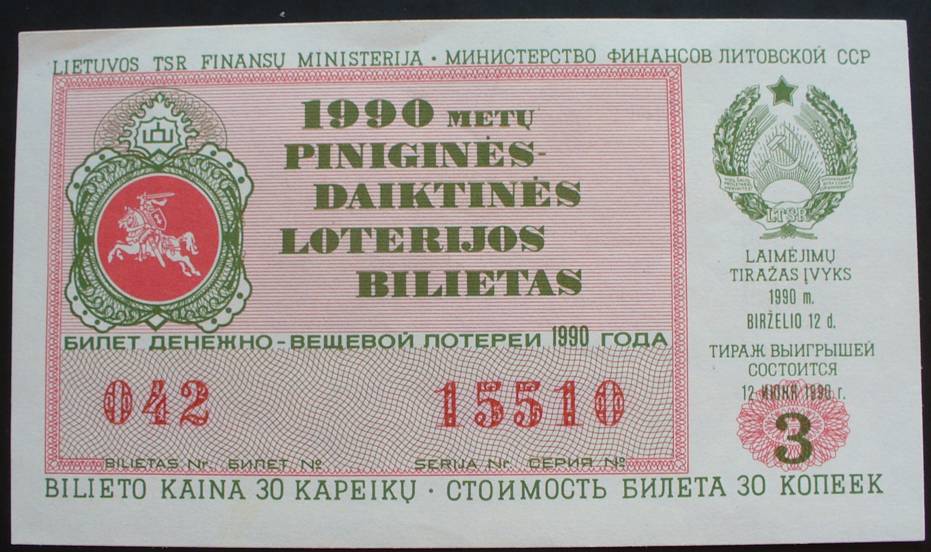 LIETUVOS TSR FINANSŲ MINISTERIJA · МИНИСТЕРСТВО ФИНАНСОВ ЛИТОВСКОЙ ССР
1990 METŲ
PINIGINĖS-
DAIKTINĖS
LOTERIJOS
BILIETAS
БИЛЕТ ДЕНЕЖНО-ВЕЩЕВОЙ ЛОТЕРЕИ 1990 ГОДА
042 15510
BILIETAS Nr. БИЛЕТ № SERIJA Nr. СЕРИЯ №
LTSR
LAIMĖJIMŲ
TIRAŽAS ĮVYKS
1990 m.
BIRŽELIO 12 d.
ТИРАЖ ВЫИГРЫШЕЙ
СОСТОИТСЯ
12 ИЮНЯ 1990 г.
3
BILIETO KAINA 30 KAPEIKŲ · СТОИМОСТЬ БИЛЕТА 30 КОПЕЕК